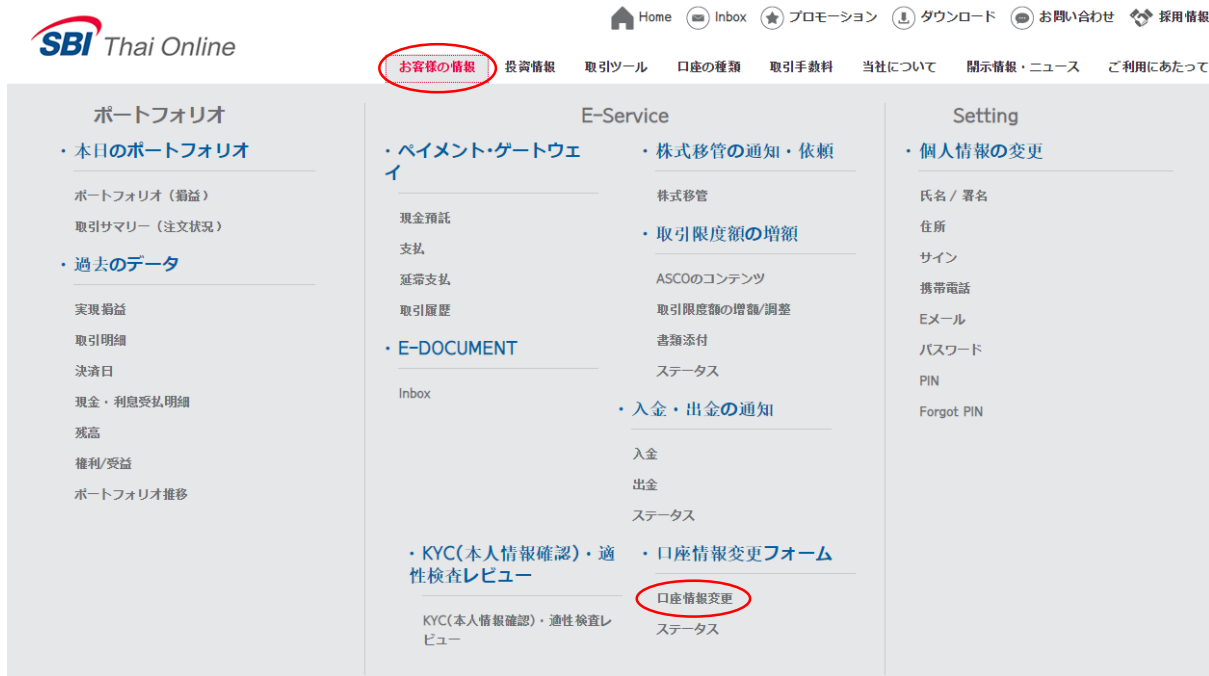 SBI Thai Online
Home Inbox プロモーション ダウンロード お問い合わせ 採用情報
お客様の情報 投資情報 取引ツール 口座の種類 取引手数料 当社について 開示情報・ニュース ご利用にあたって
ポートフォリオ
・本日のポートフォリオ
ポートフォリオ（損益）
取引サマリー（注文状況）
・過去のデータ
実現損益
取引明細
決済日
現金・利息受払明細
残高
権利/受益
ポートフォリオ推移
E-Service
・ペイメント・ゲートウェ
イ
現金預託
支払
延滞支払
取引履歴
・E-DOCUMENT
Inbox
・株式移管の通知・依頼
株式移管
・取引限度額の増額
ASCOのコンテンツ
取引限度額の増額/調整
書類添付
ステータス
・入金・出金の通知
入金
出金
ステータス
・KYC(本人情報確認)・適
性検査レビュー
KYC(本人情報確認)・適性検査レ
ビュー
・口座情報変更フォーム
口座情報変更
ステータス
Setting
・個人情報の変更
氏名 / 署名
住所
サイン
携帯電話
Eメール
パスワード
PIN
Forgot PIN